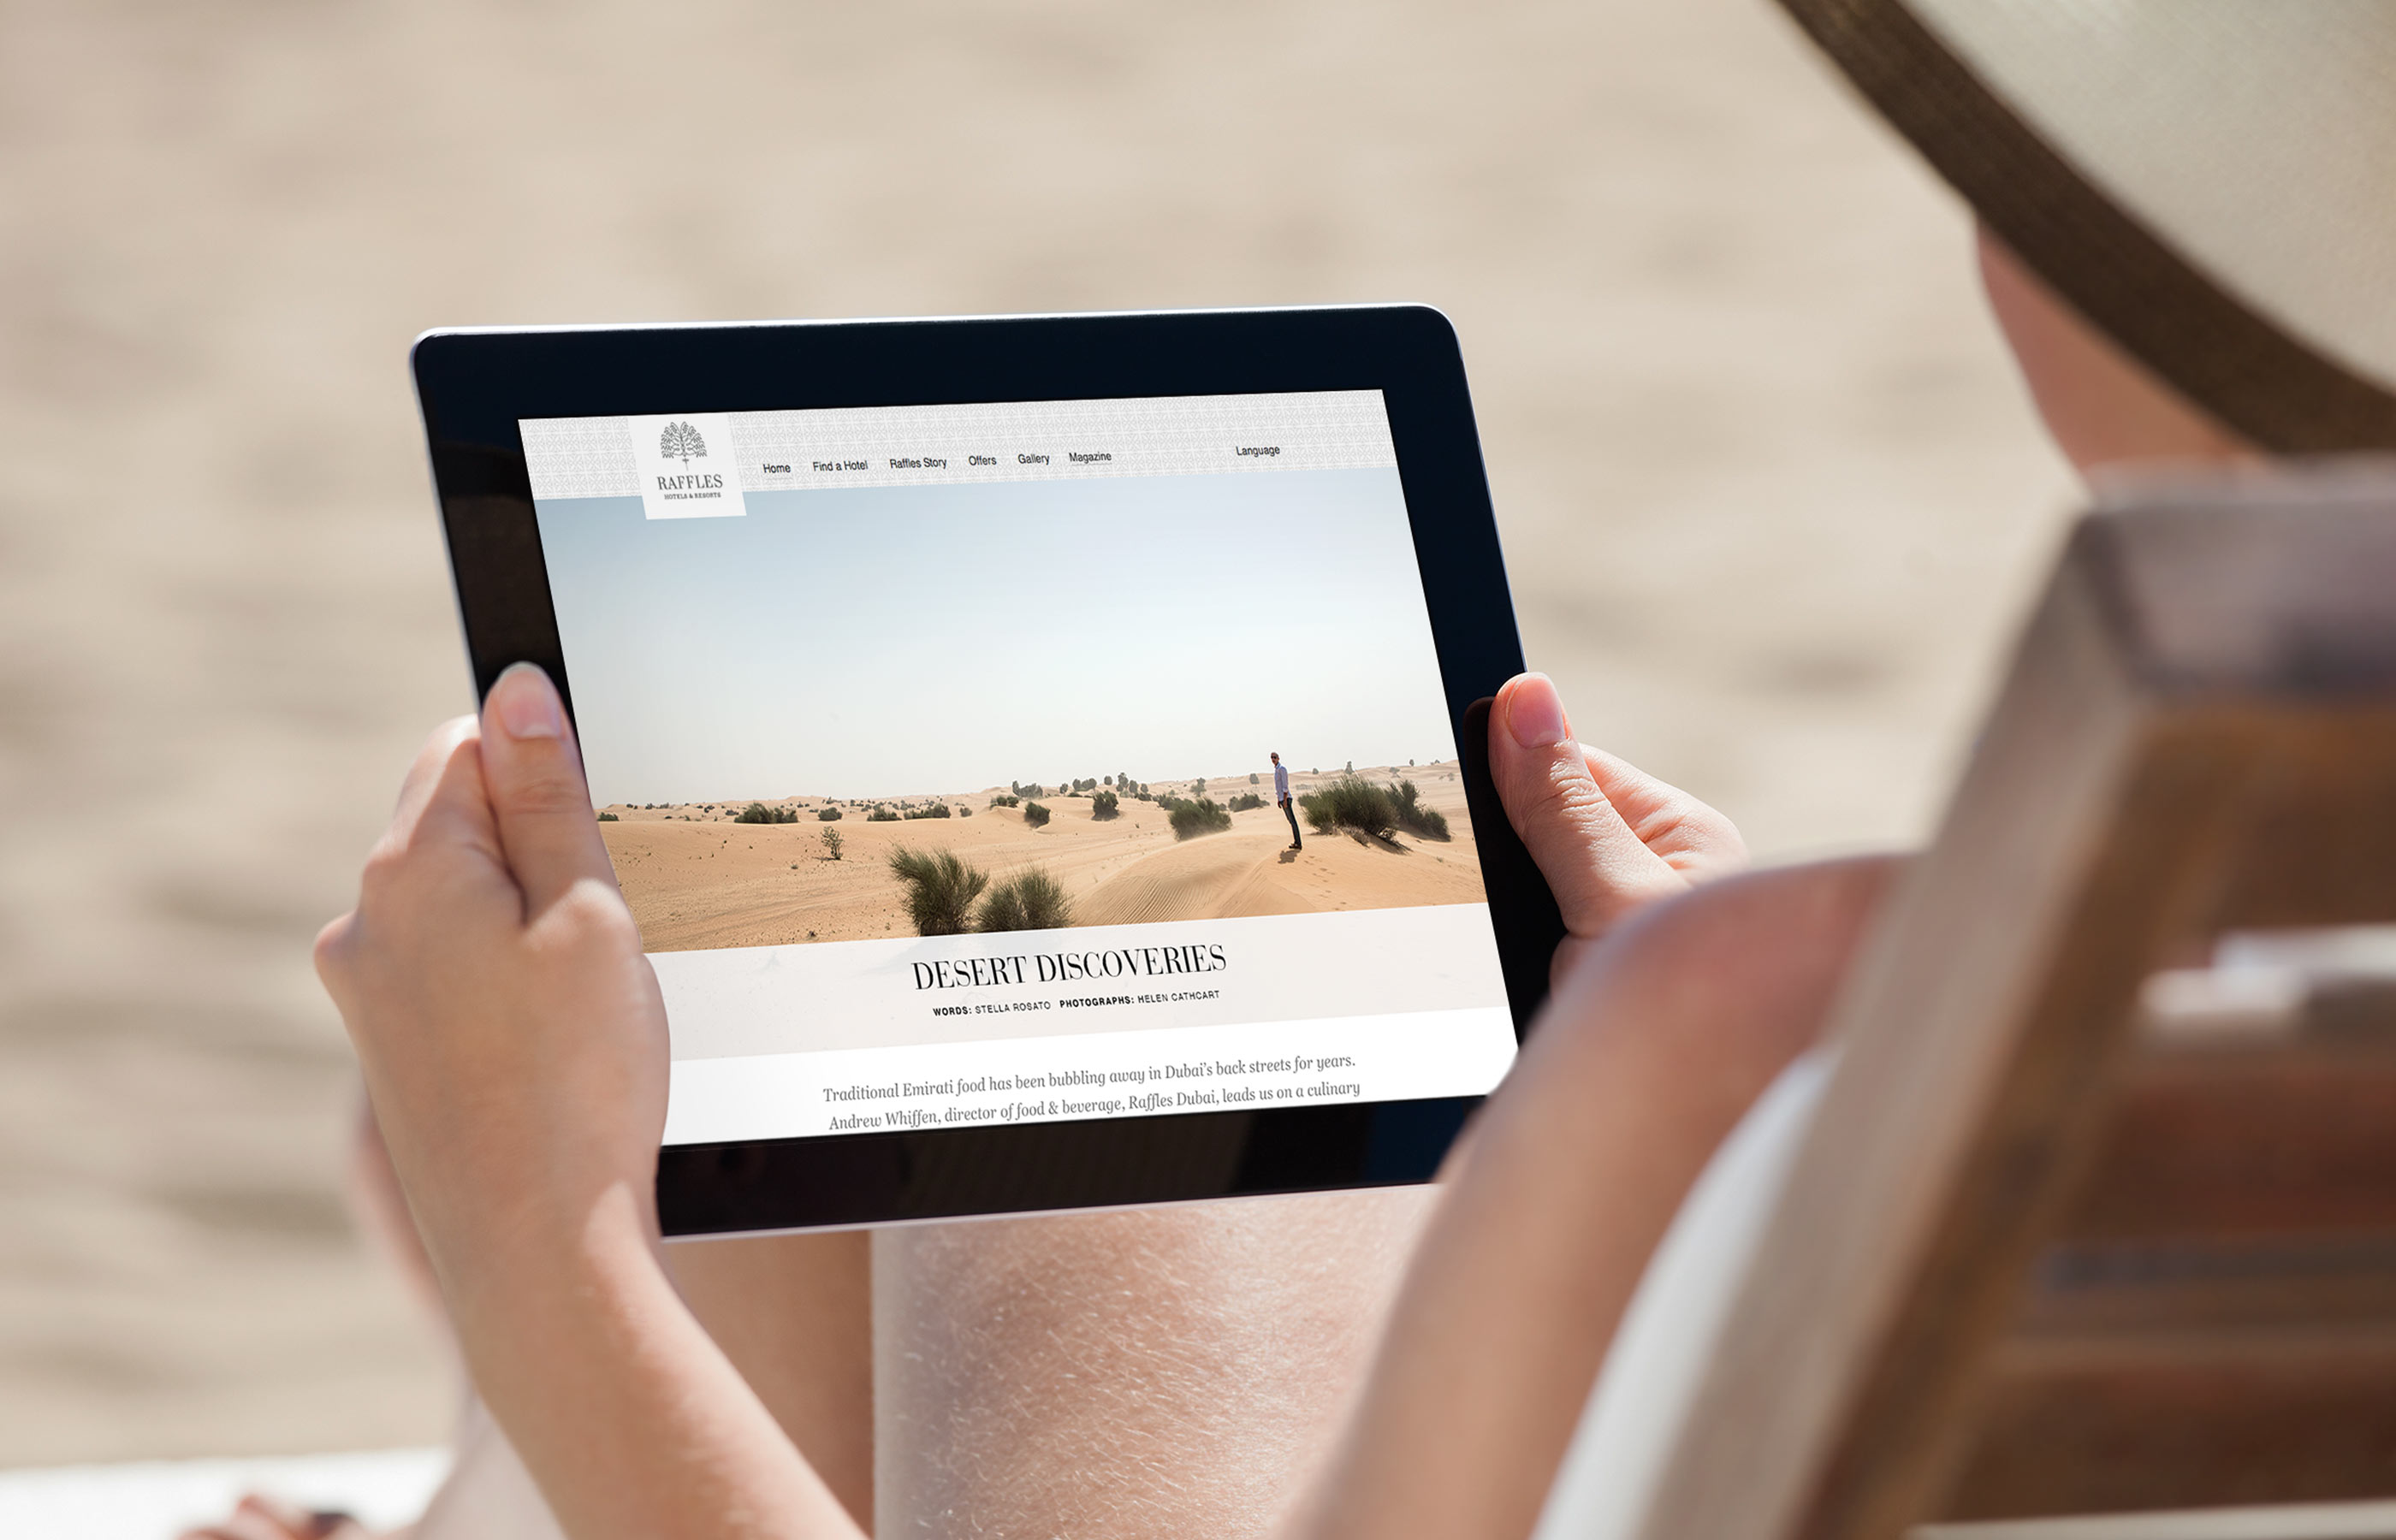 RAFFLES
HOTELS & RESORTS
Home Find a Hotel Raffles Story Offers Gallery Magazine Language
DESERT DISCOVERIES
WORDS: STELLA ROSATO PHOTOGRAPHS: HELEN CATHCART
Traditional Emirati food has been bubbling away in Dubai's back streets for years.
Andrew Whiffen, director of food & beverage, Raffles Dubai, leads us on a culinary